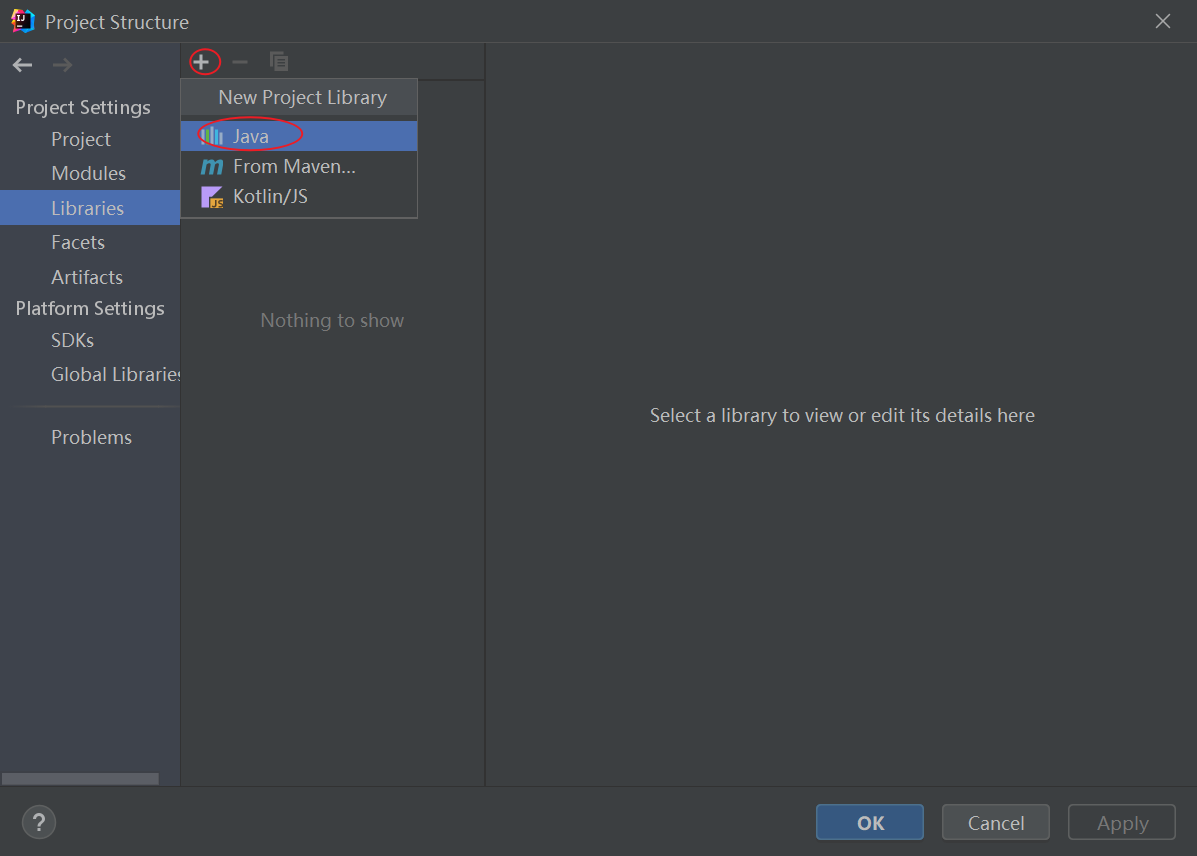 Project Structure
Project Settings
Project
Modules
Libraries
Facets
Artifacts
Platform Settings
SDKs
Global Libraries
Problems
New Project Library
Java
From Maven...
Kotlin/JS
Nothing to show
Select a library to view or edit its details here
?
OK
Cancel
Apply